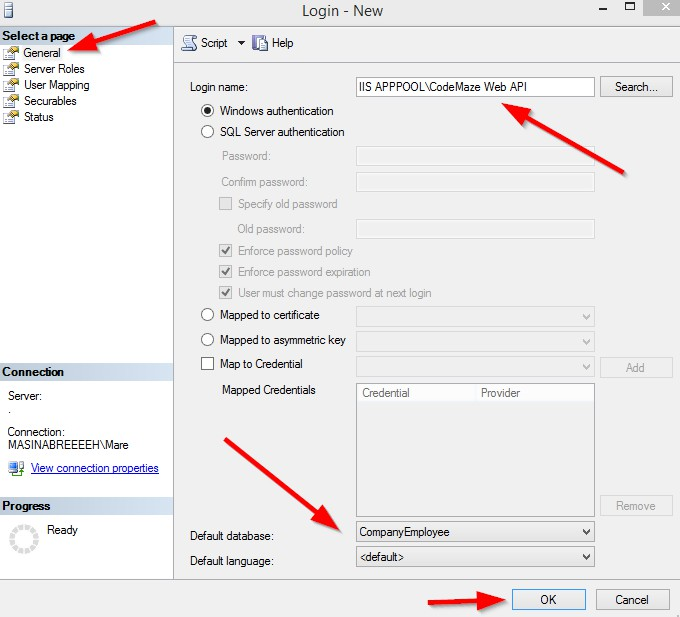 Login - New
Select a page
General
Server Roles
User Mapping
Securables
Status
Connection
Server:
.
Connection:
MASINABREEEEH\Mare
View connection properties
Progress
Ready
Script
Help
Login name:
IIS APPPOOL\CodeMaze Web API
Search...
Windows authentication
SQL Server authentication
Password:
Confirm password:
Specify old password
Old password:
Enforce password policy
Enforce password expiration
User must change password at next login
Mapped to certificate
Mapped to asymmetric key
Map to Credential
Add
Mapped Credentials
Credential Provider
Remove
Default database:
CompanyEmployee
Default language:
<default>
OK
Cancel